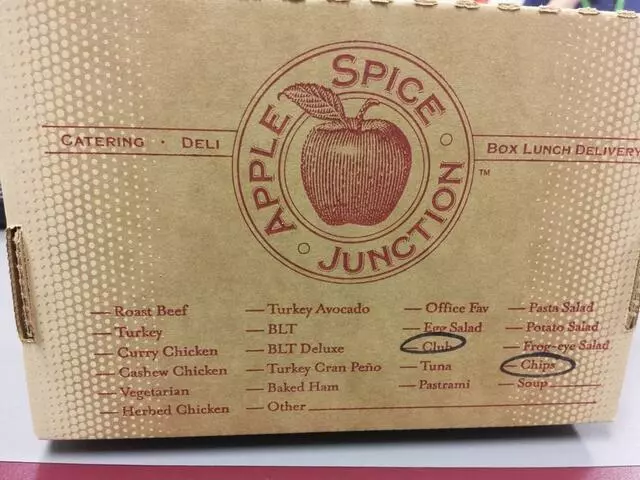 APPLE SPICE JUNCTION
CATERING · DELI
BOX LUNCH DELIVERY
™
— Roast Beef
— Turkey
— Curry Chicken
— Cashew Chicken
— Vegetarian
— Herbed Chicken
— Turkey Avocado
— BLT
— BLT Deluxe
— Turkey Cran Peño
— Baked Ham
— Other
— Office Fav
— Egg Salad
— Club
— Tuna
— Pastrami
— Pasta Salad
— Potato Salad
— Frog-eye Salad
— Chips
— Soup